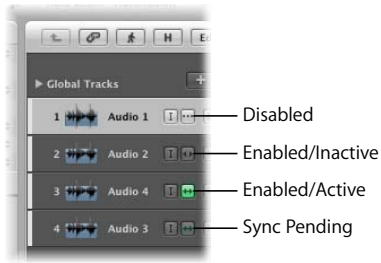 H
▶ Global Tracks +
1 Audio 1 I Disabled
2 Audio 2 I Enabled/Inactive
3 Audio 4 I Enabled/Active
4 Audio 3 I Sync Pending